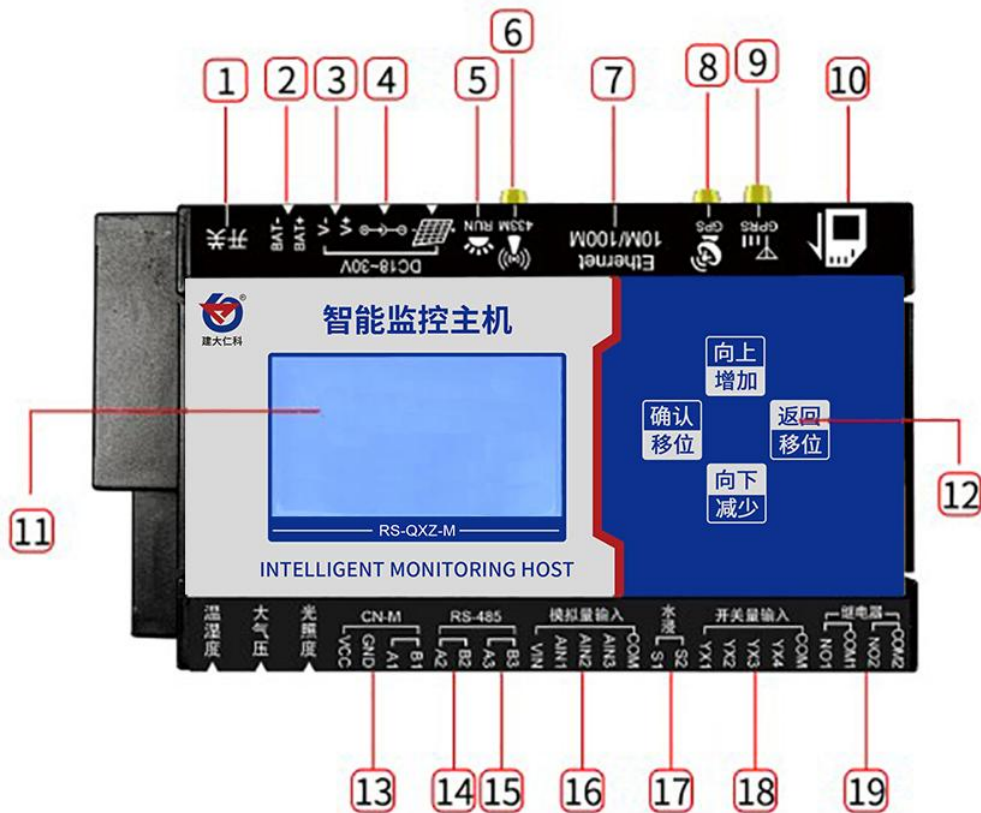 6
9
1
2
3
4
5
7
8
10
开关
BAT-
BAT+
V-
V+
DC18~30V
RUN
433M
Ethernet
10M/100M
GPS
GPRS
®
建大仁科
智能监控主机
向上
增加
确认
移位
返回
移位
向下
减少
11
12
RS-QXZ-M
INTELLIGENT MONITORING HOST
温湿度
大气压
光照度
CN-M
VCC
GND
A1
B1
RS-485
A2
B2
A3
B3
模拟量输入
VIN
AIN1
AIN2
AIN3
COM
水浸
S1
S2
开关量输入
YX1
YX2
YX3
YX4
COM
继电器
NO1
COM1
NO2
COM2
13
14
15
16
17
18
19